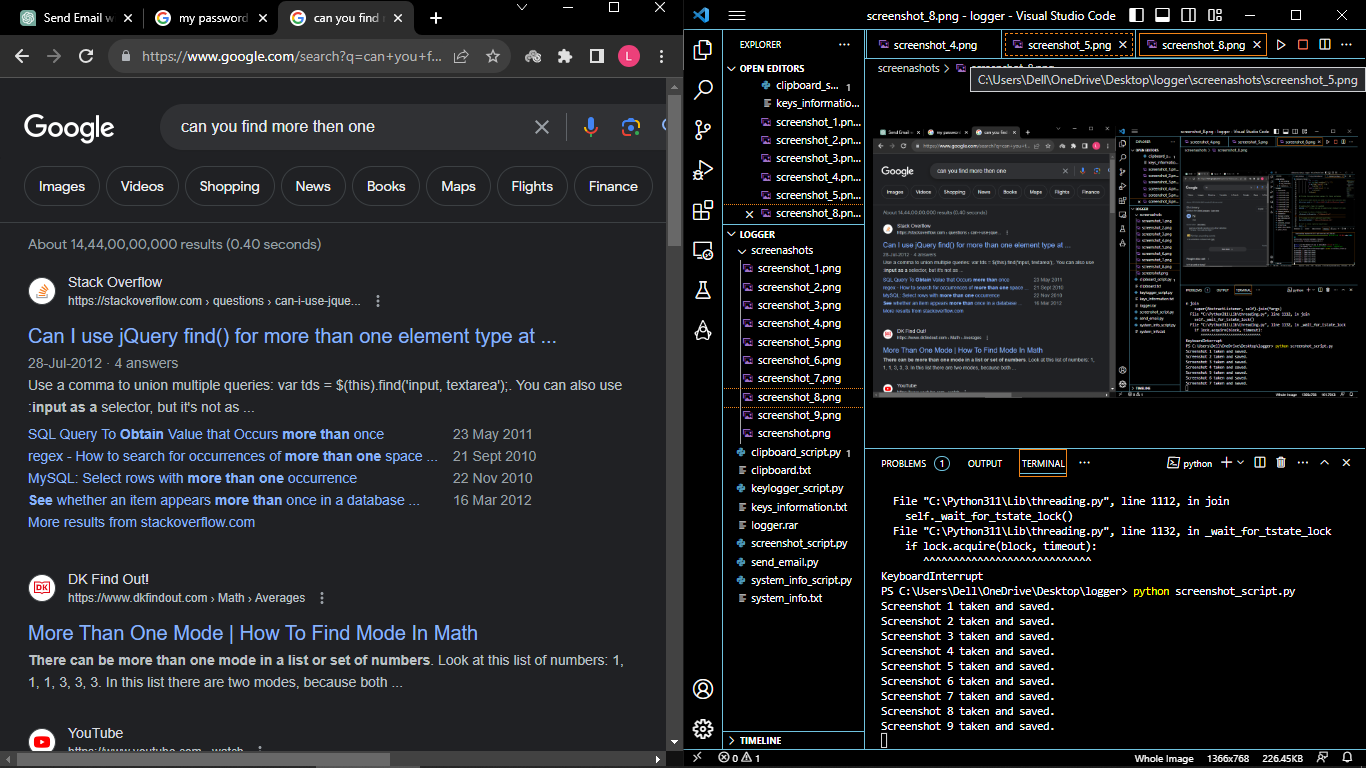 Send Email w
my password
can you find
https://www.google.com/search?q=can+you+f...
L
Google
can you find more then one
Images
Videos
Shopping
News
Books
Maps
Flights
Finance
About 14,44,00,00,000 results (0.40 seconds)
Stack Overflow
https://stackoverflow.com › questions › can-i-use-jque...
Can I use jQuery find() for more than one element type at ...
28-Jul-2012 · 4 answers
Use a comma to union multiple queries: var tds = $(this).find('input, textarea');. You can also use
:input as a selector, but it's not as ...
SQL Query To Obtain Value that Occurs more than once 23 May 2011
regex - How to search for occurrences of more than one space ... 21 Sept 2010
MySQL: Select rows with more than one occurrence 22 Nov 2010
See whether an item appears more than once in a database ... 16 Mar 2012
More results from stackoverflow.com
DK
DK Find Out!
https://www.dkfindout.com › Math › Averages
More Than One Mode | How To Find Mode In Math
There can be more than one mode in a list or set of numbers. Look at this list of numbers: 1,
1, 1, 3, 3, 3. In this list there are two modes, because both ...
YouTube
https://www.youtube.com › watch
screenshot_8.png - logger - Visual Studio Code
EXPLORER
OPEN EDITORS
clipboard_s... 1
keys_informatio...
screenshot_1.pn...
screenshot_2.pn...
screenshot_3.pn...
screenshot_4.pn...
screenshot_5.pn...
screenshot_8.pn...
LOGGER
screenashots
screenshot_1.png
screenshot_2.png
screenshot_3.png
screenshot_4.png
screenshot_5.png
screenshot_6.png
screenshot_7.png
screenshot_8.png
screenshot_9.png
screenshot.png
clipboard_script.py 1
clipboard.txt
keylogger_script.py
keys_information.txt
logger.rar
screenshot_script.py
send_email.py
system_info_script.py
system_info.txt
TIMELINE
screenshot_4.png
screenshot_5.png
screenshot_8.png
screenashots > screenshot_8.png
C:\Users\Dell\OneDrive\Desktop\logger\screenashots\screenshot_5.png
PROBLEMS 1
OUTPUT
TERMINAL
python
File "C:\Python311\Lib\threading.py", line 1112, in join
self._wait_for_tstate_lock()
File "C:\Python311\Lib\threading.py", line 1132, in _wait_for_tstate_lock
if lock.acquire(block, timeout):
^^^^^^^^^^^^^^^^^^^^^^^^^^^^
KeyboardInterrupt
PS C:\Users\Dell\OneDrive\Desktop\logger> python screenshot_script.py
Screenshot 1 taken and saved.
Screenshot 2 taken and saved.
Screenshot 3 taken and saved.
Screenshot 4 taken and saved.
Screenshot 5 taken and saved.
Screenshot 6 taken and saved.
Screenshot 7 taken and saved.
Screenshot 8 taken and saved.
Screenshot 9 taken and saved.
0 1
Whole Image
1366x768
226.45KB